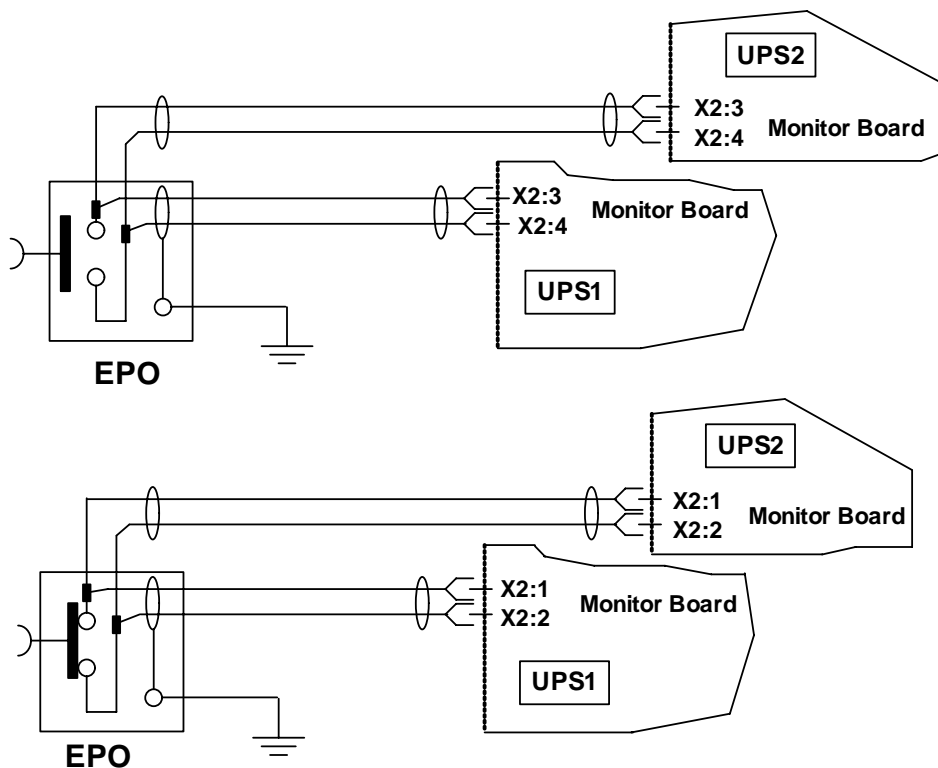 UPS2
X2:3
X2:4 Monitor Board
X2:3
Monitor Board
X2:4
UPS1
EPO
UPS2
X2:1
X2:2 Monitor Board
X2:1
Monitor Board
X2:2
UPS1
EPO